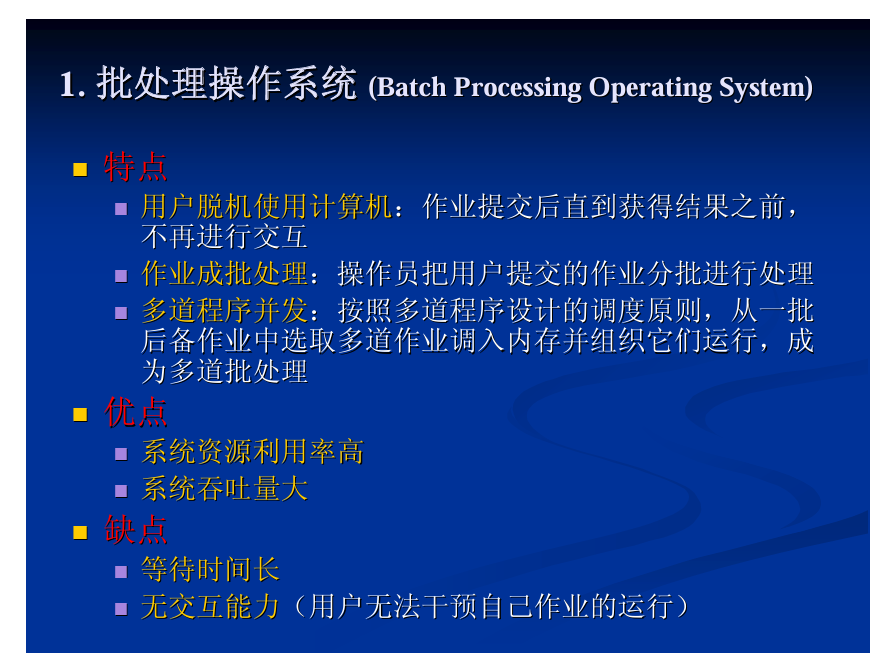 1. 批处理操作系统 (Batch Processing Operating System)
特点
用户脱机使用计算机：作业提交后直到获得结果之前，
不再进行交互
作业成批处理：操作员把用户提交的作业分批进行处理
多道程序并发：按照多道程序设计的调度原则，从一批
后备作业中选取多道作业调入内存并组织它们运行，成
为多道批处理
优点
系统资源利用率高
系统吞吐量大
缺点
等待时间长
无交互能力（用户无法干预自己作业的运行）